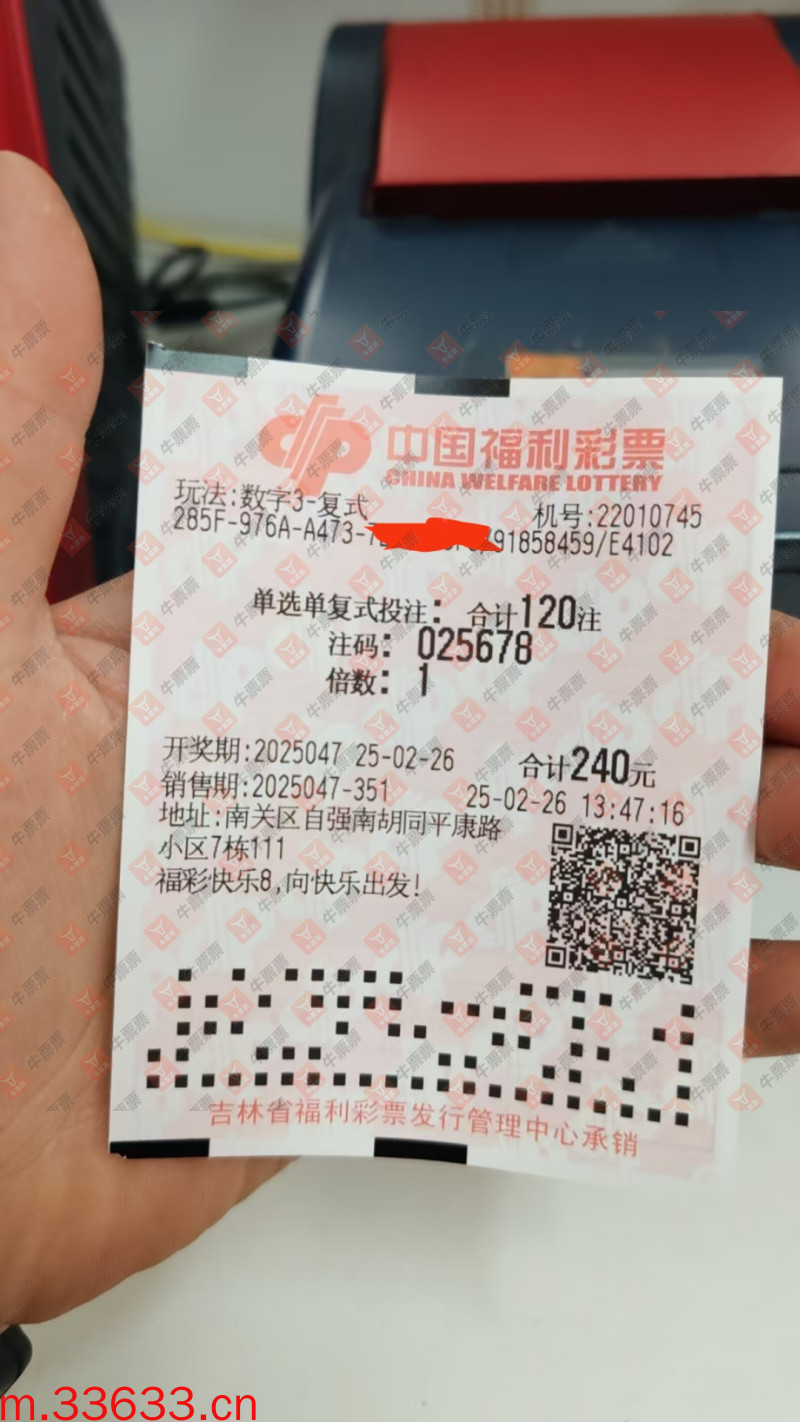 中国福利彩票
CHINA WELFARE LOTTERY
玩法:数字3-复式 机号:22010745
285F-976A-A473- 91858459/E4102
单选单复式投注: 合计120注
注码: 025678
倍数: 1
开奖期:2025047 25-02-26 合计240元
销售期:2025047-351 25-02-26 13:47:16
地址:南关区自强南胡同平康路
小区7栋111
福彩快乐8,向快乐出发!
吉林省福利彩票发行管理中心承销
牛票票
m.33633.cn